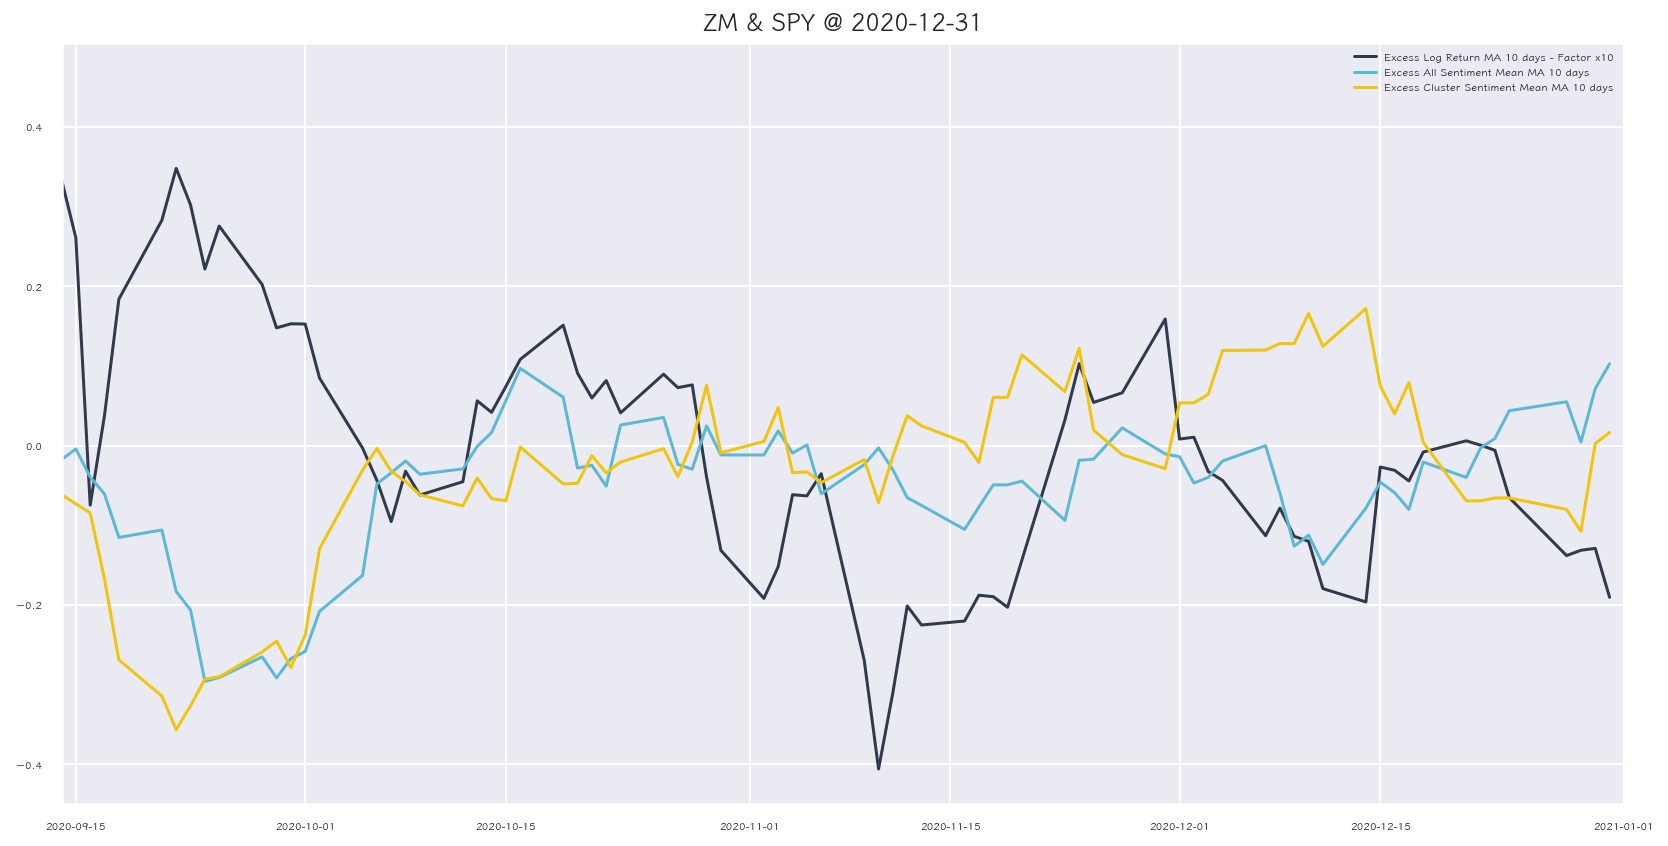 ZM & SPY @ 2020-12-31
Excess Log Return MA 10 days - Factor x10
Excess All Sentiment Mean MA 10 days
Excess Cluster Sentiment Mean MA 10 days
0.4
0.2
0.0
−0.2
−0.4
2020-09-15 2020-10-01 2020-10-15 2020-11-01 2020-11-15 2020-12-01 2020-12-15 2021-01-01